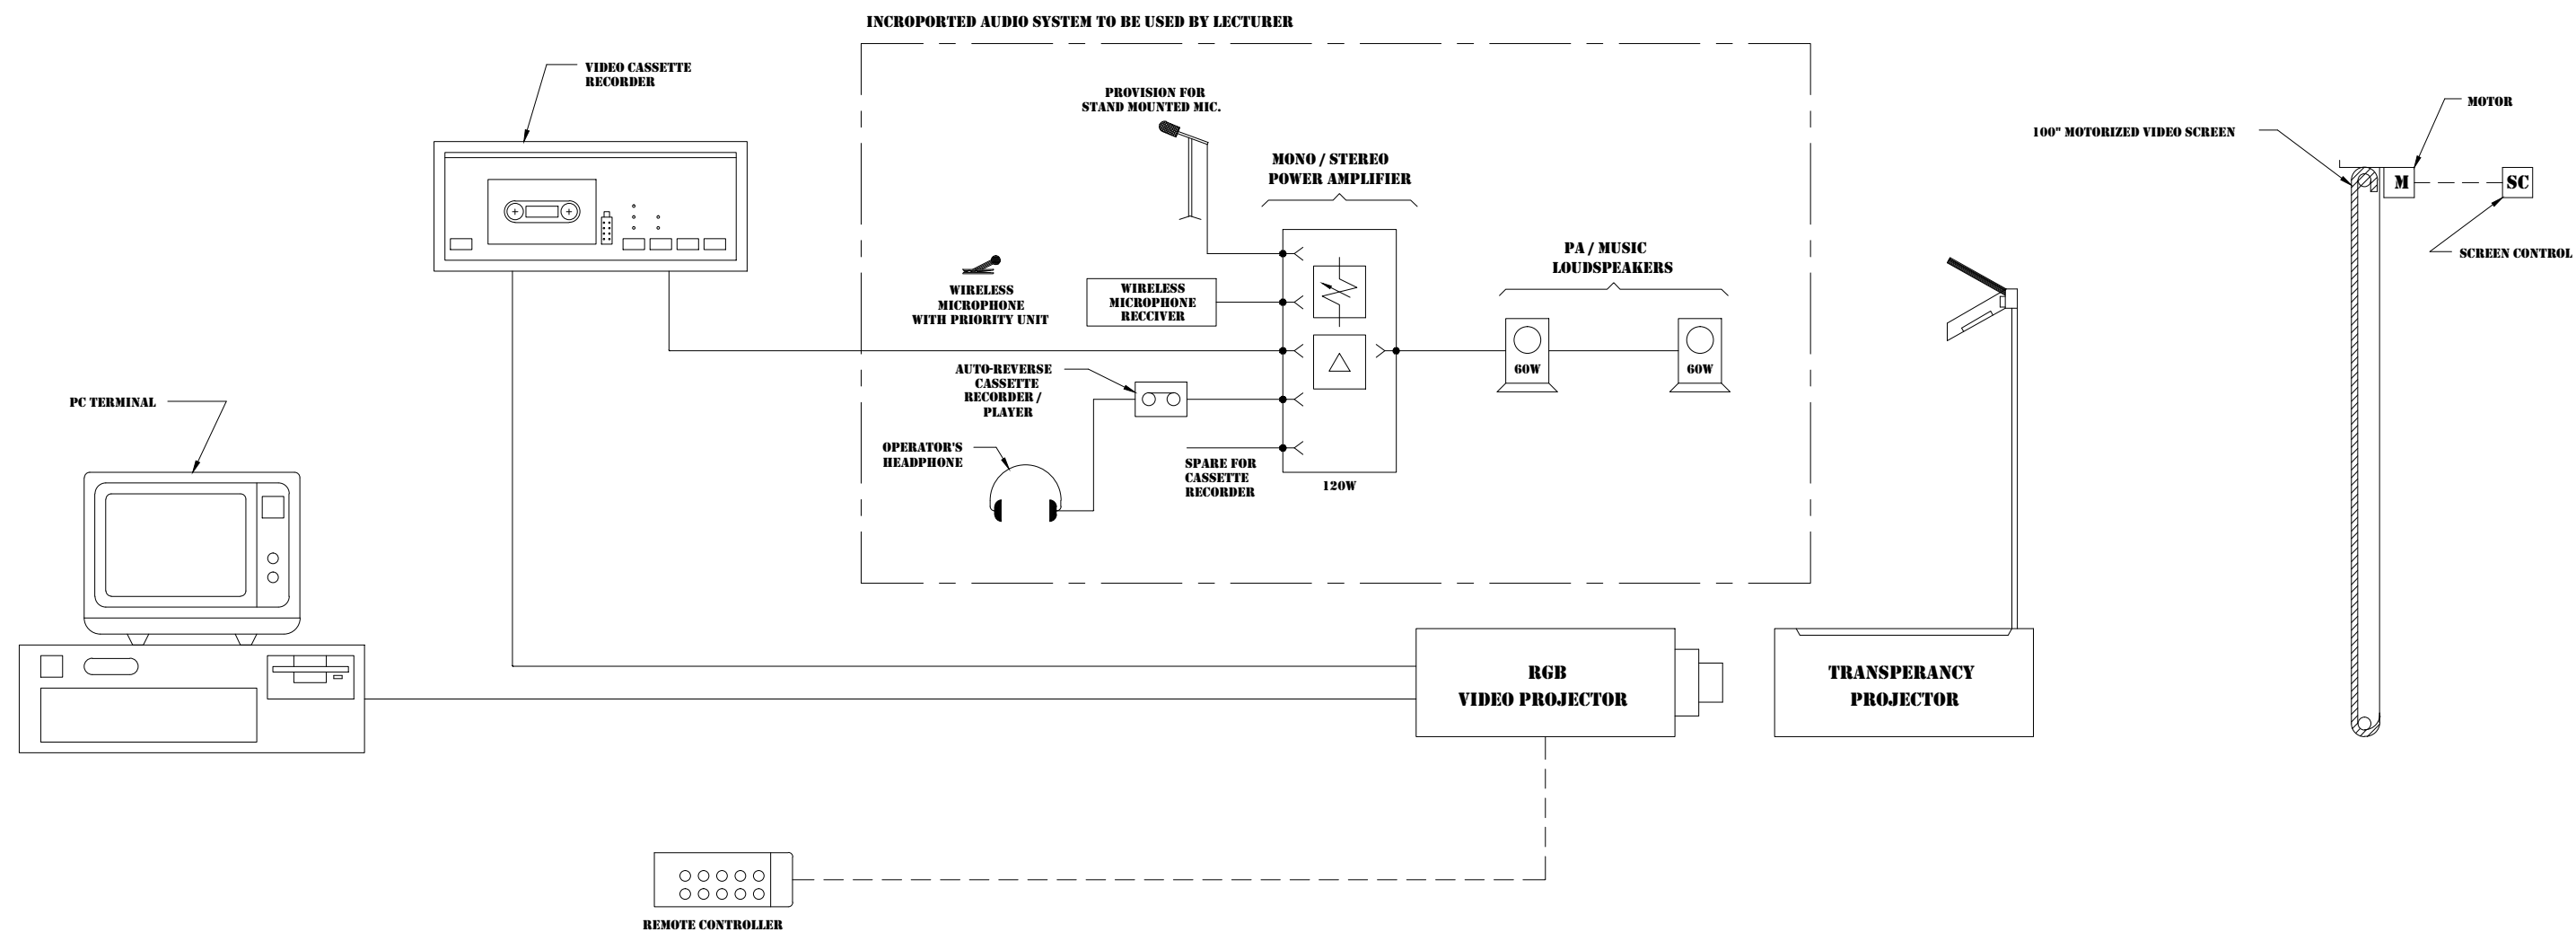 INCROPORTED AUDIO SYSTEM TO BE USED BY LECTURER
VIDEO CASSETTE
RECORDER
PROVISION FOR
STAND MOUNTED MIC.
MOTOR
100" MOTORIZED VIDEO SCREEN
MONO / STEREO
POWER AMPLIFIER
M
SC
SCREEN CONTROL
PA / MUSIC
LOUDSPEAKERS
WIRELESS
MICROPHONE
WITH PRIORITY UNIT
WIRELESS
MICROPHONE
RECCIVER
60W
60W
AUTO-REVERSE
CASSETTE
RECORDER /
PLAYER
PC TERMINAL
OPERATOR'S
HEADPHONE
SPARE FOR
CASSETTE
RECORDER
120W
RGB
VIDEO PROJECTOR
TRANSPERANCY
PROJECTOR
REMOTE CONTROLLER